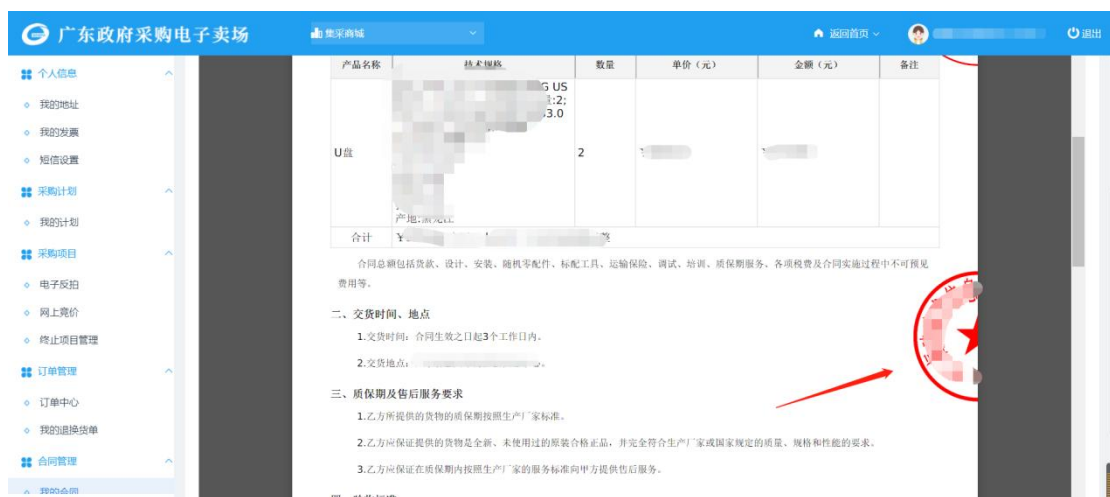 广东政府采购电子卖场
集采商城
返回首页
退出
个人信息
我的地址
我的发票
短信设置
采购计划
我的计划
采购项目
电子反拍
网上竞价
终止项目管理
订单管理
订单中心
我的退换货单
合同管理
我的合同
产品名称 技术规格 数量 单价（元） 金额（元） 备注
G US
:2;
3.0
U盘 2
产地:黑龙江
合计 ¥ 整
合同总额包括货款、设计、安装、随机零配件、标配工具、运输保险、调试、培训、质保期服务、各项税费及合同实施过程中不可预见
费用等。
二、交货时间、地点
1.交货时间：合同生效之日起3个工作日内。
2.交货地点：
三、质保期及售后服务要求
1.乙方所提供的货物的质保期按照生产厂家标准。
2.乙方应保证提供的货物是全新、未使用过的原装合格正品，并完全符合生产厂家或国家规定的质量、规格和性能的要求。
3.乙方应保证在质保期内按照生产厂家的服务标准向甲方提供售后服务。